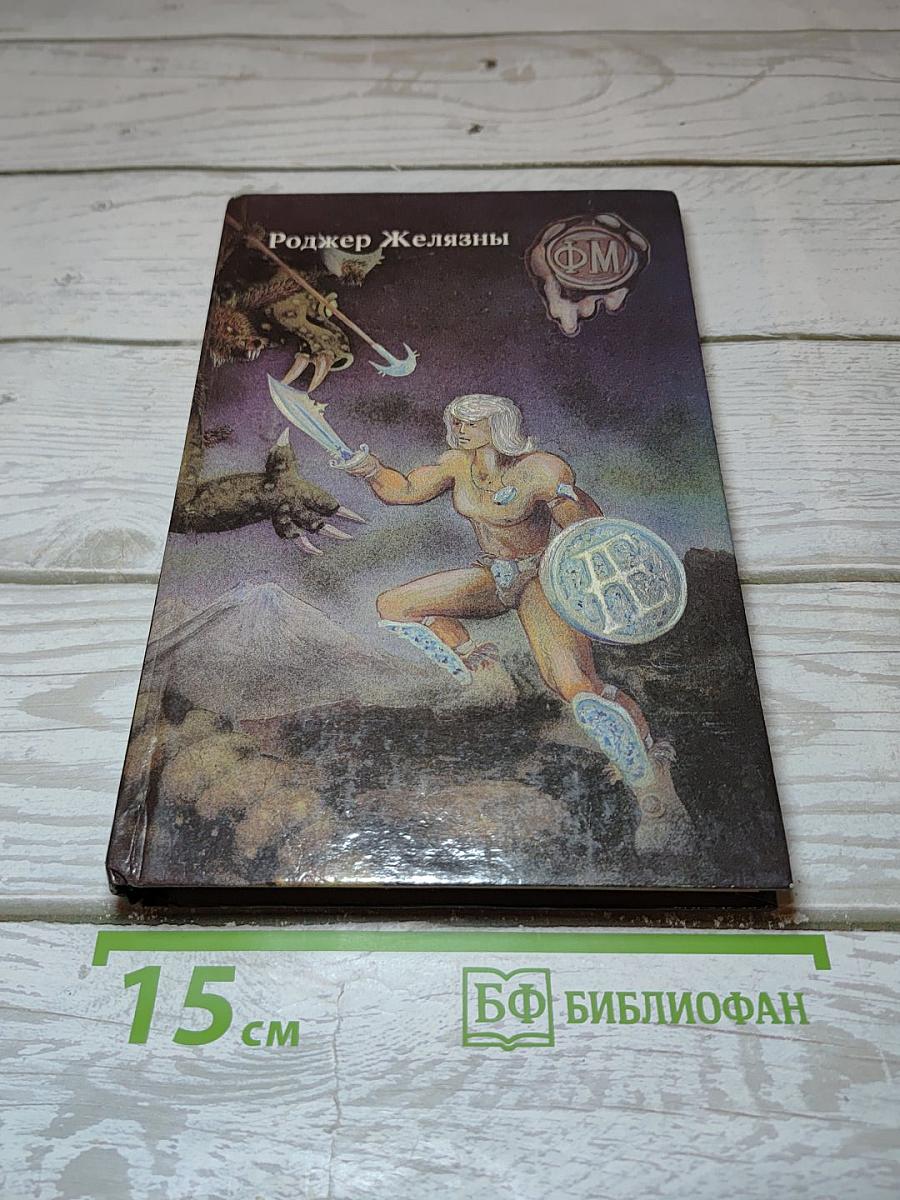 Роджер Желязны
ФМ
15 см
БФ БИБЛИОФАН